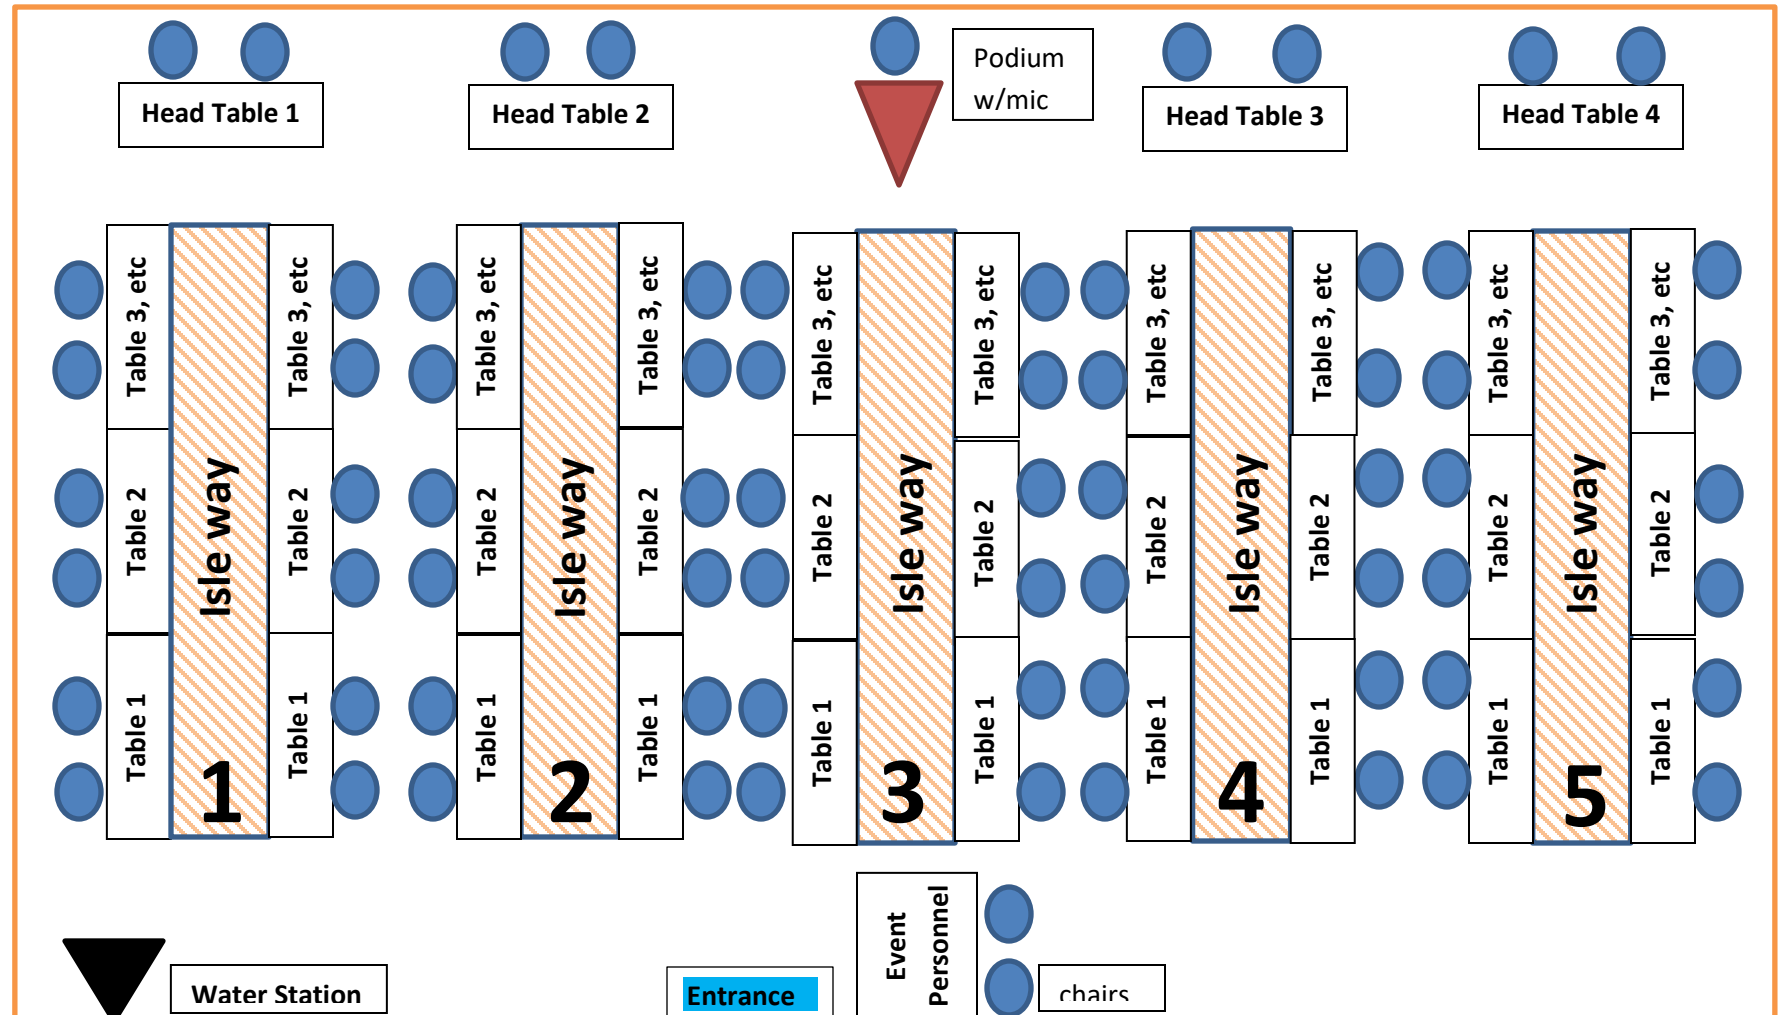 Podium
w/mic
Head Table 1
Head Table 2
Head Table 3
Head Table 4
Table 3, etc
Table 3, etc
Table 3, etc
Table 3, etc
Table 3, etc
Table 3, etc
Table 3, etc
Table 3, etc
Table 3, etc
Table 3, etc
Isle way
Isle way
Isle way
Isle way
Isle way
Table 2
Table 2
Table 2
Table 2
Table 2
Table 2
Table 2
Table 2
Table 2
Table 2
Table 1
Table 1
Table 1
Table 1
Table 1
Table 1
Table 1
Table 1
Table 1
Table 1
1
2
3
4
5
Event
Personnel
Water Station
Entrance
chairs